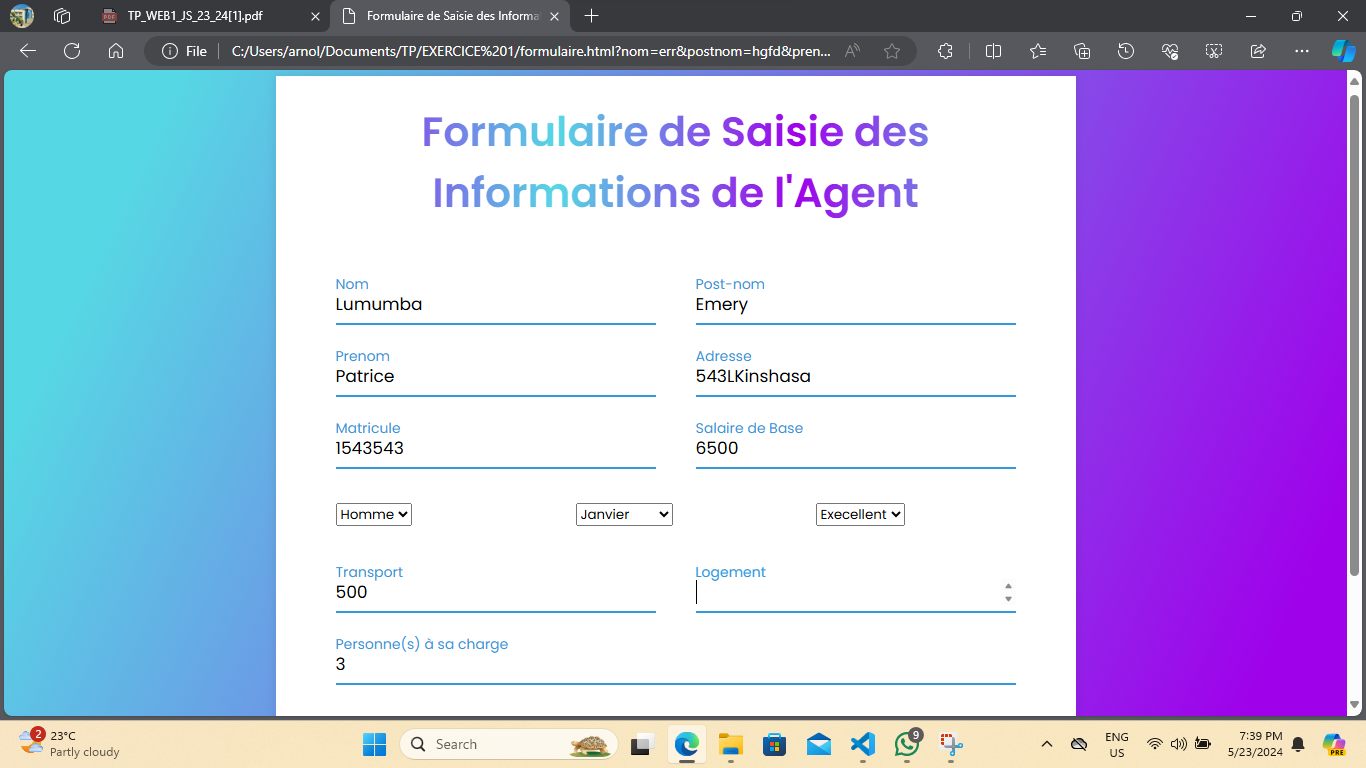 TP_WEB1_JS_23_24[1].pdf
Formulaire de Saisie des Informa
File
C:/Users/arnol/Documents/TP/EXERCICE%201/formulaire.html?nom=err&postnom=hgfd&pren...
Formulaire de Saisie des
Informations de l'Agent
Nom Post-nom
Lumumba Emery
Prenom Adresse
Patrice 543LKinshasa
Matricule Salaire de Base
1543543 6500
Homme Janvier Execellent
Transport Logement
500
Personne(s) à sa charge
3
2 23°C
Partly cloudy
Search
9
ENG
US
7:39 PM
5/23/2024
PRE